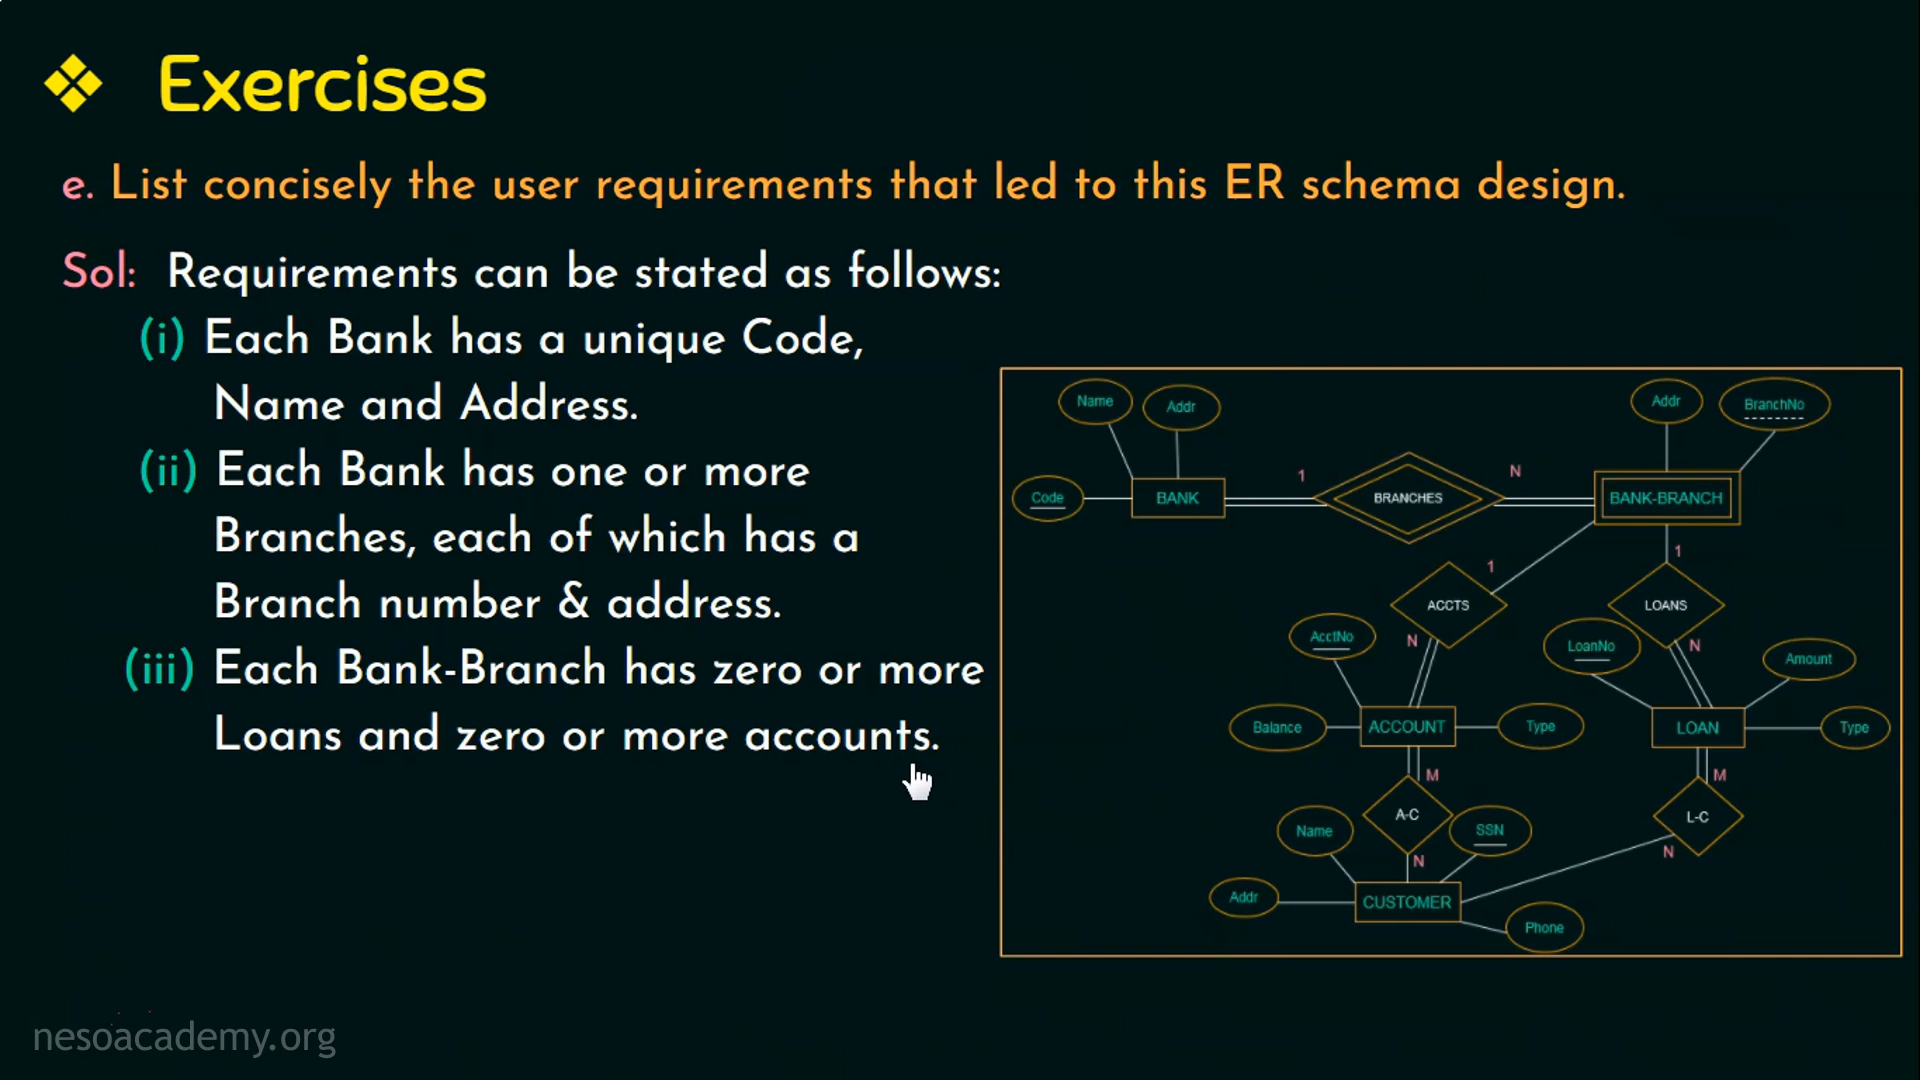 ❖ Exercises
e. List concisely the user requirements that led to this ER schema design.
Sol: Requirements can be stated as follows:
(i) Each Bank has a unique Code,
Name and Address.
(ii) Each Bank has one or more
Branches, each of which has a
Branch number & address.
(iii) Each Bank-Branch has zero or more
Loans and zero or more accounts.
Name
Addr
Addr
BranchNo
Code
BANK
1
BRANCHES
N
BANK-BRANCH
1
1
ACCTS
LOANS
AcctNo
N
LoanNo
N
Amount
Balance
ACCOUNT
Type
LOAN
Type
M
M
A-C
L-C
Name
SSN
N
N
Addr
CUSTOMER
Phone
nesoacademy.org